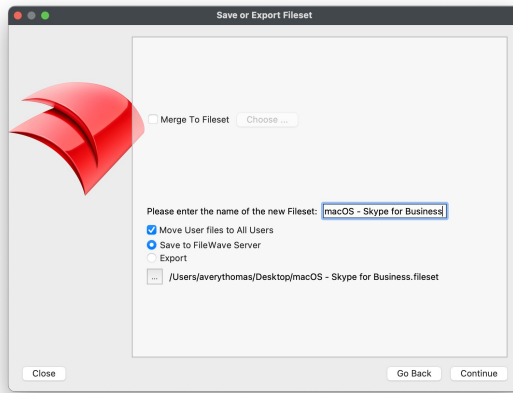 Save or Export Fileset
Merge To Fileset Choose ...
Please enter the name of the new Fileset: macOS - Skype for Business
Move User files to All Users
Save to FileWave Server
Export
... /Users/averythomas/Desktop/macOS - Skype for Business.fileset
Close Go Back Continue